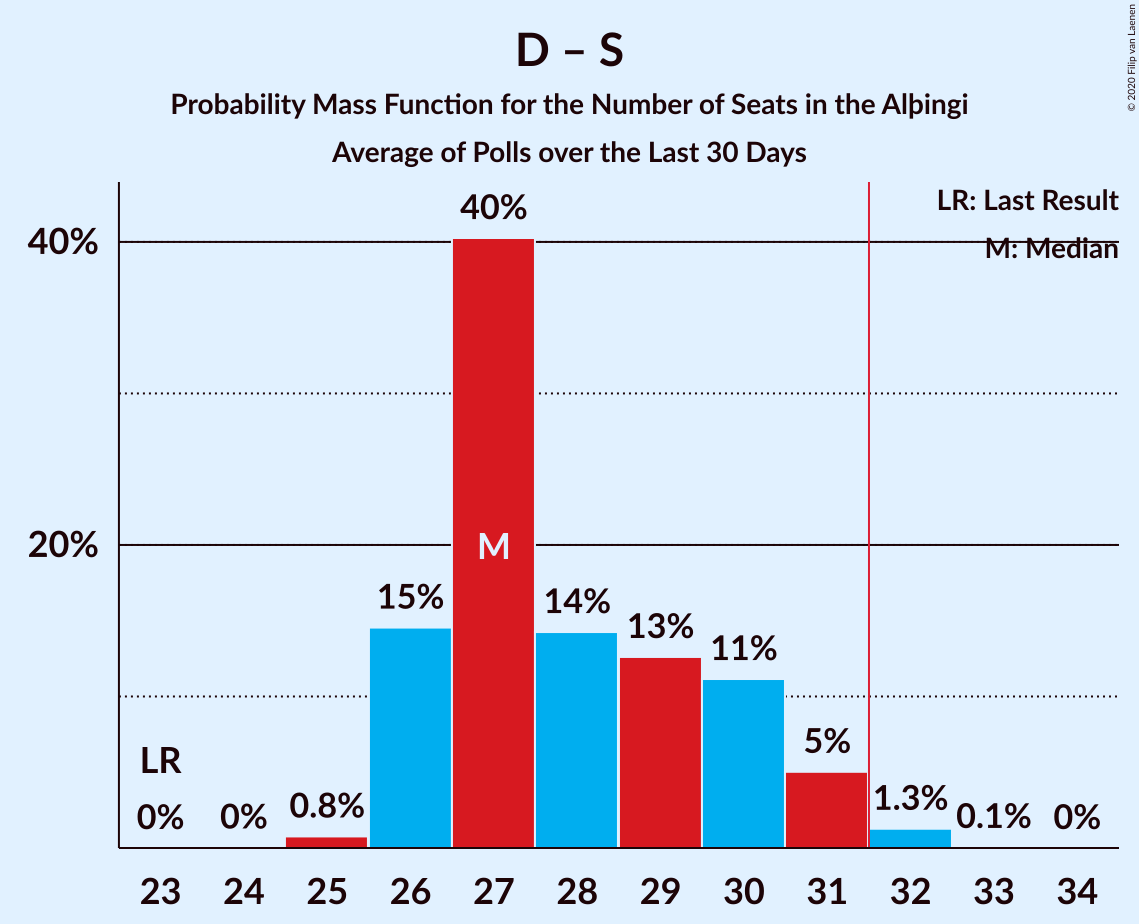 D – S
Probability Mass Function for the Number of Seats in the Alþingi
Average of Polls over the Last 30 Days
© 2020 Filip van Laenen
LR: Last Result
M: Median
40%
20%
LR
0%
0%
0.8%
15%
40%
M
14%
13%
11%
5%
1.3%
0.1%
0%
23 24 25 26 27 28 29 30 31 32 33 34